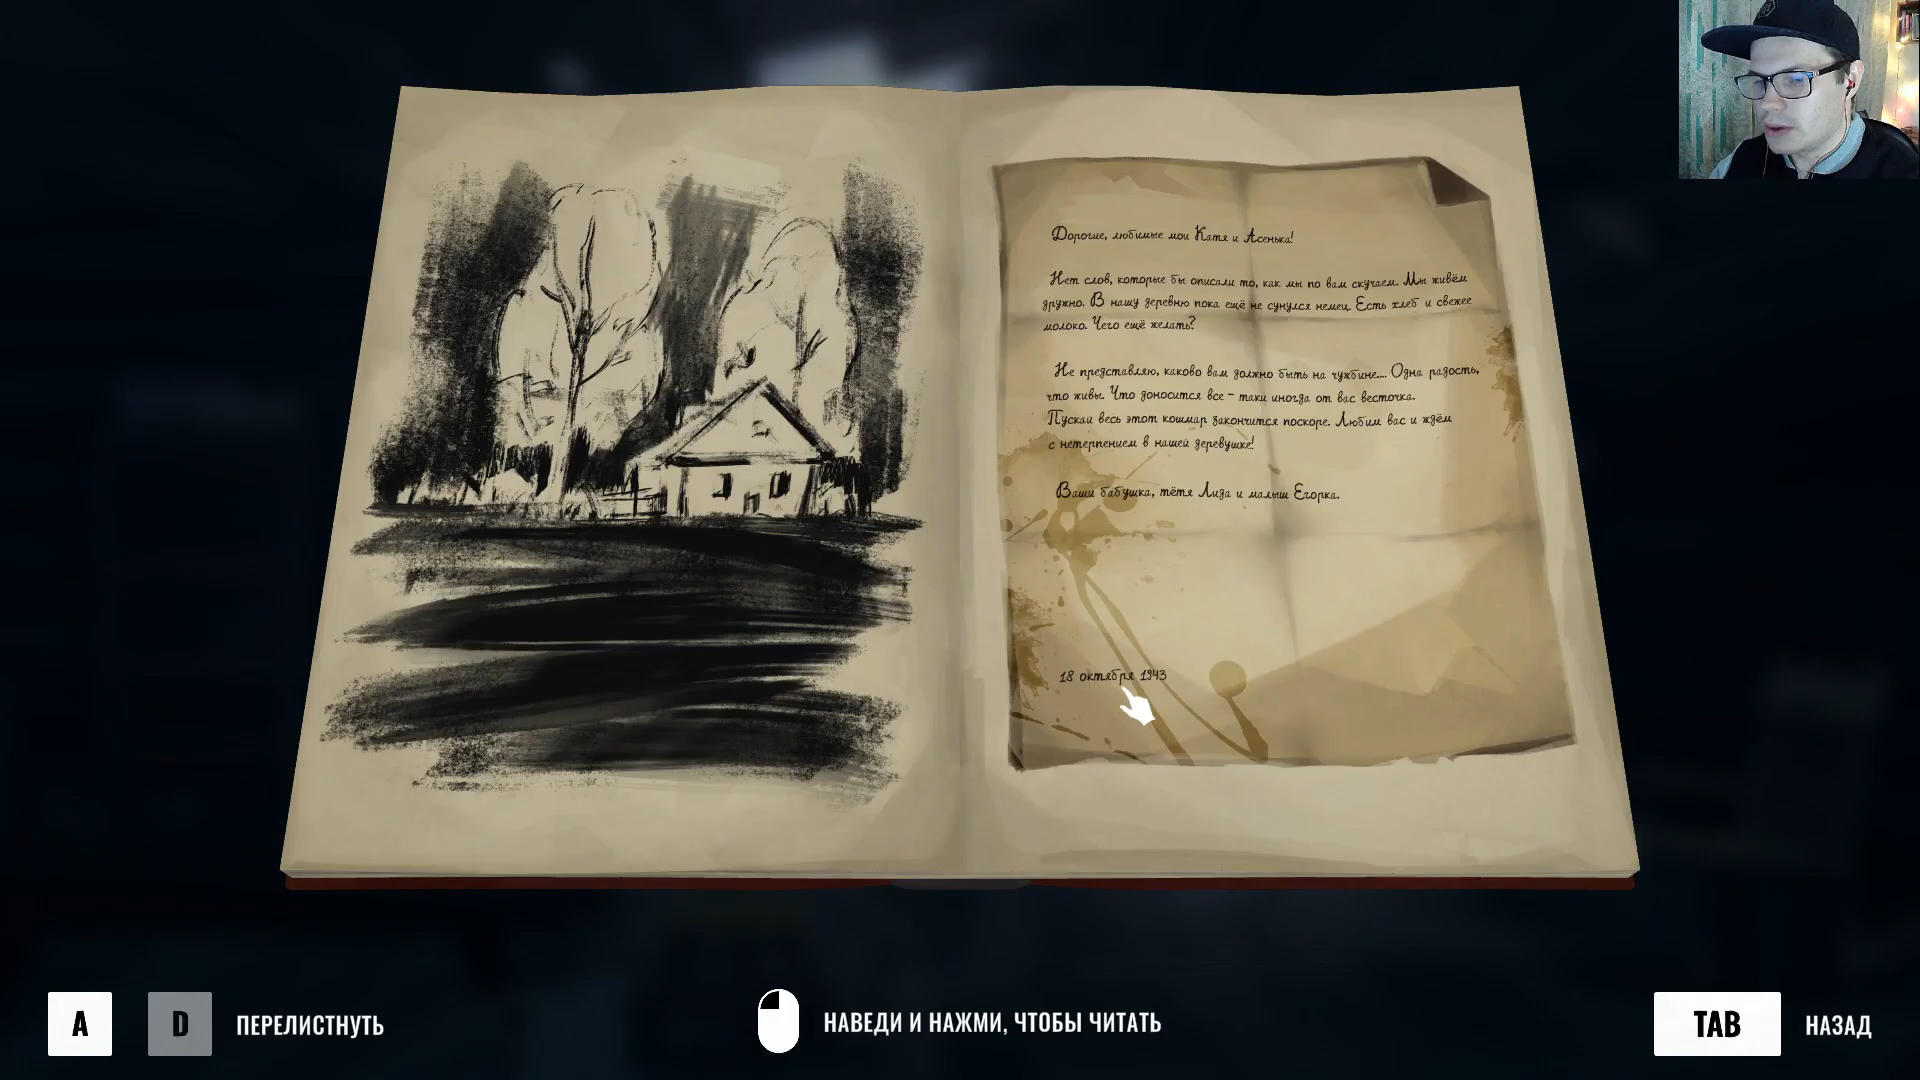 Дорогие, любимые мои Катя и Асенька!
Нет слов, которые бы описали то, как мы по вам скучаем. Мы живём
дружно. В нашу деревню пока ещё не сунулся немец. Есть хлеб и свежее
молоко. Чего ещё желать?
Не представляю, каково вам должно быть на чужбине.... Одна радость,
что живы. Что доносится все - таки иногда от вас весточка.
Пускай весь этот кошмар закончится поскорее. Любим вас и ждём
с нетерпением в нашей деревушке!
Ваши бабушка, тётя Лида и малыш Егорка.
18 октября 1943
A D ПЕРЕЛИСТНУТЬ
НАВЕДИ И НАЖМИ, ЧТОБЫ ЧИТАТЬ
TAB НАЗАД